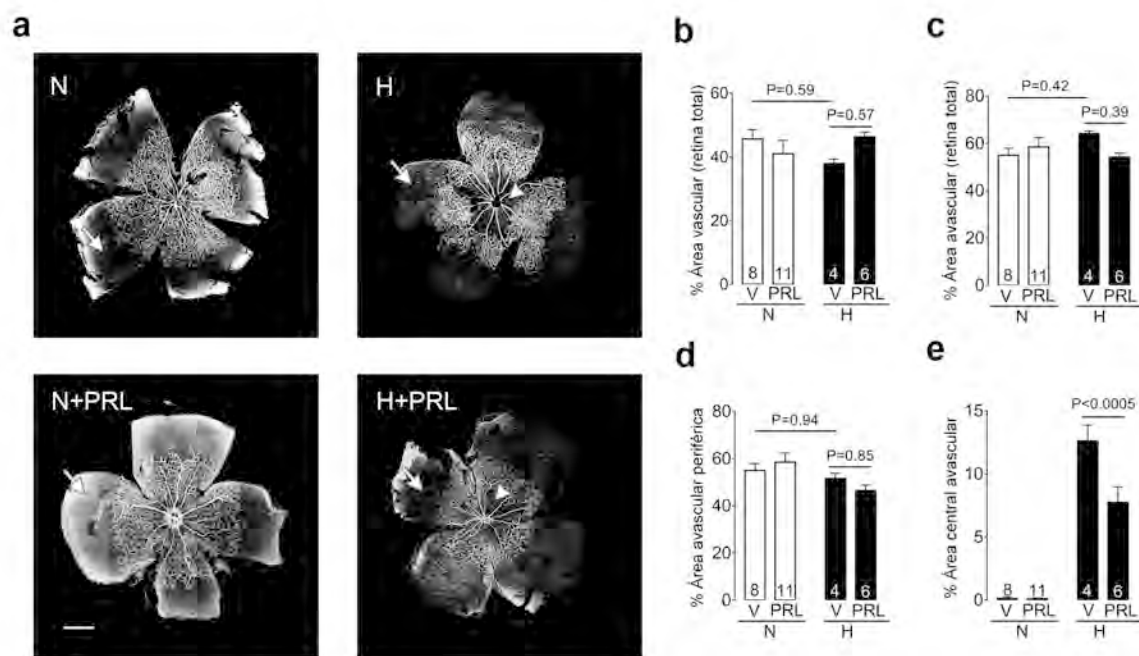 a
N
H
N+PRL
H+PRL
b
% Área vascular (retina total)
60
40
20
0
P=0.59
P=0.57
8
11
4
6
V PRL V PRL
N H
c
% Área avascular (retina total)
80
60
40
20
0
P=0.42
P=0.39
8
11
4
6
V PRL V PRL
N H
d
% Área avascular periférica
80
60
40
20
0
P=0.94
P=0.85
8
11
4
6
V PRL V PRL
N H
e
% Área central avascular
15
10
5
0
P<0.0005
8
11
4
6
V PRL V PRL
N H